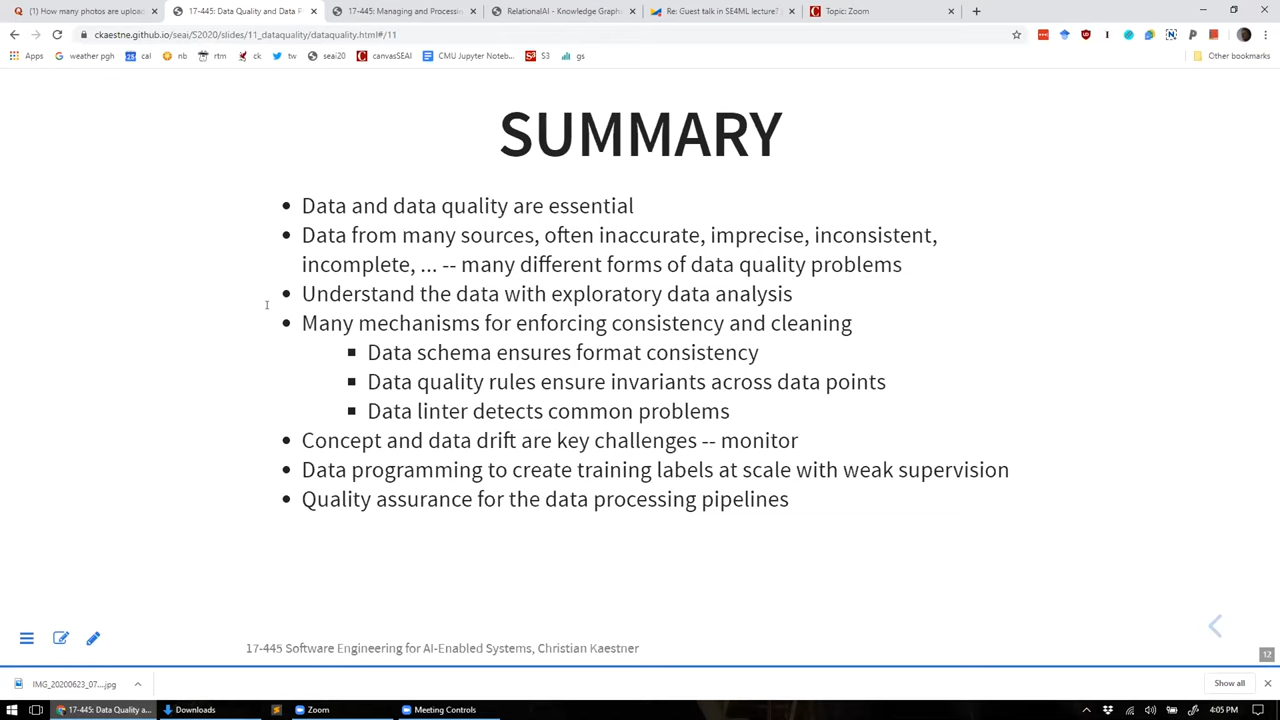 (1) How many photos are upload
17-445: Data Quality and Data P
17-445: Managing and Processin
RelationalAI - Knowledge Graph
Re: Guest talk in SE4ML lecture?
Topic: Zoom
ckaestne.github.io/seai/S2020/slides/11_dataquality/dataquality.html#/11
Apps
weather pgh
cal
nb
rtm
ck
tw
seai20
canvasSEAI
CMU Jupyter Noteb...
S3
gs
Other bookmarks
SUMMARY
Data and data quality are essential
Data from many sources, often inaccurate, imprecise, inconsistent,
incomplete, ... -- many different forms of data quality problems
Understand the data with exploratory data analysis
Many mechanisms for enforcing consistency and cleaning
Data schema ensures format consistency
Data quality rules ensure invariants across data points
Data linter detects common problems
Concept and data drift are key challenges -- monitor
Data programming to create training labels at scale with weak supervision
Quality assurance for the data processing pipelines
17-445 Software Engineering for AI-Enabled Systems, Christian Kaestner
12
IMG_20200623_07....jpg
Show all
17-445: Data Quality a...
Downloads
Zoom
Meeting Controls
4:05 PM